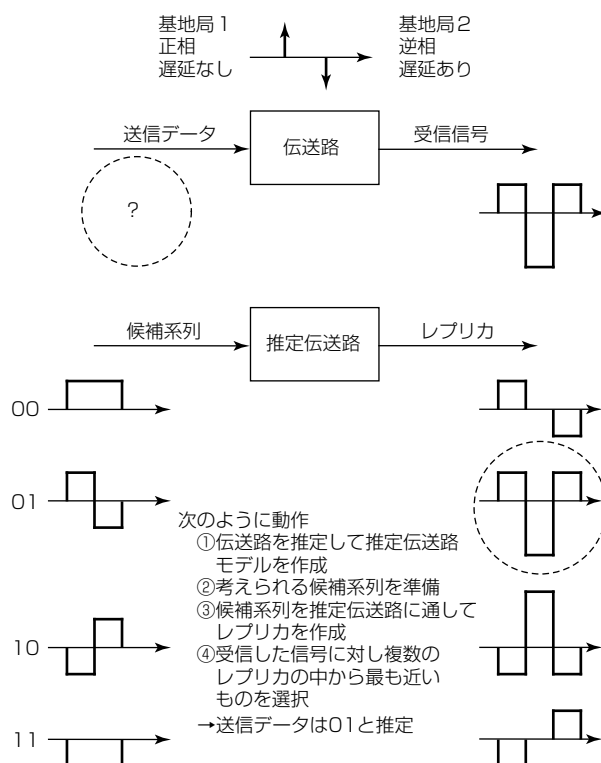 基地局1
正相
遅延なし
基地局2
逆相
遅延あり
送信データ
伝送路
受信信号
?
候補系列
推定伝送路
レプリカ
00
01
次のように動作
①伝送路を推定して推定伝送路
モデルを作成
②考えられる候補系列を準備
③候補系列を推定伝送路に通して
レプリカを作成
④受信した信号に対し複数の
レプリカの中から最も近い
ものを選択
→送信データは01と推定
10
11